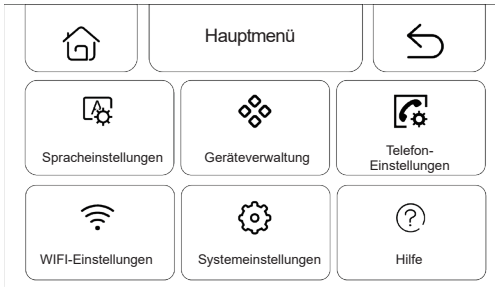 Hauptmenü
Spracheinstellungen
Geräteverwaltung
Telefon-
Einstellungen
WIFI-Einstellungen
Systemeinstellungen
Hilfe